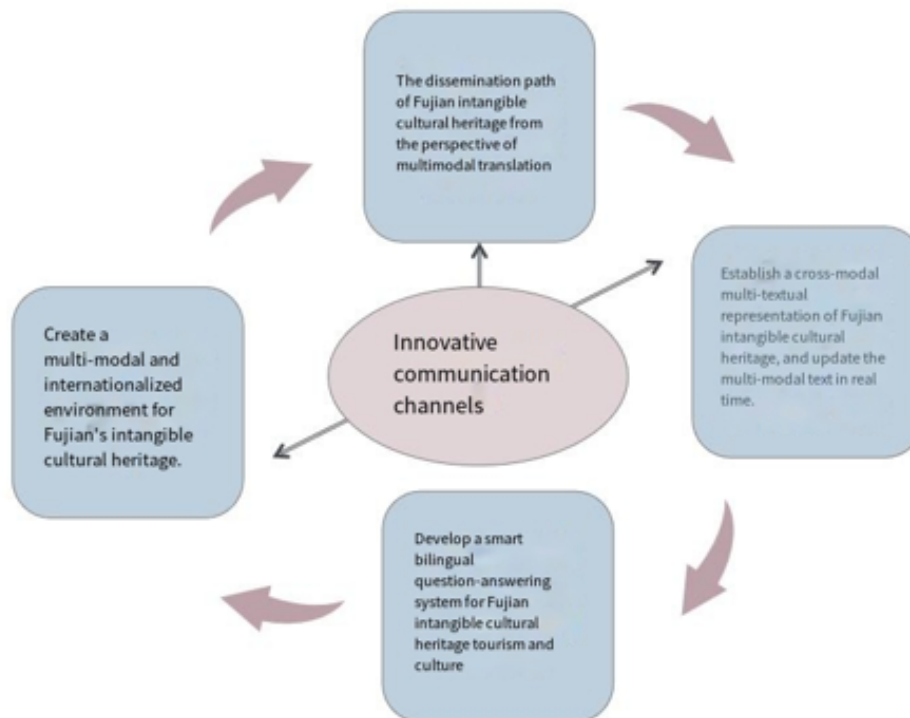 The dissemination path
of Fujian intangible
cultural heritage from
the perspective of
multimodal translation
Establish a cross-modal
multi-textual
representation of Fujian
intangible cultural
heritage, and update the
multi-modal text in real
time.
Innovative
communication
channels
Create a
multi-modal and
internationalized
environment for
Fujian's intangible
cultural heritage.
Develop a smart
bilingual
question-answering
system for Fujian
intangible cultural
heritage tourism and
culture